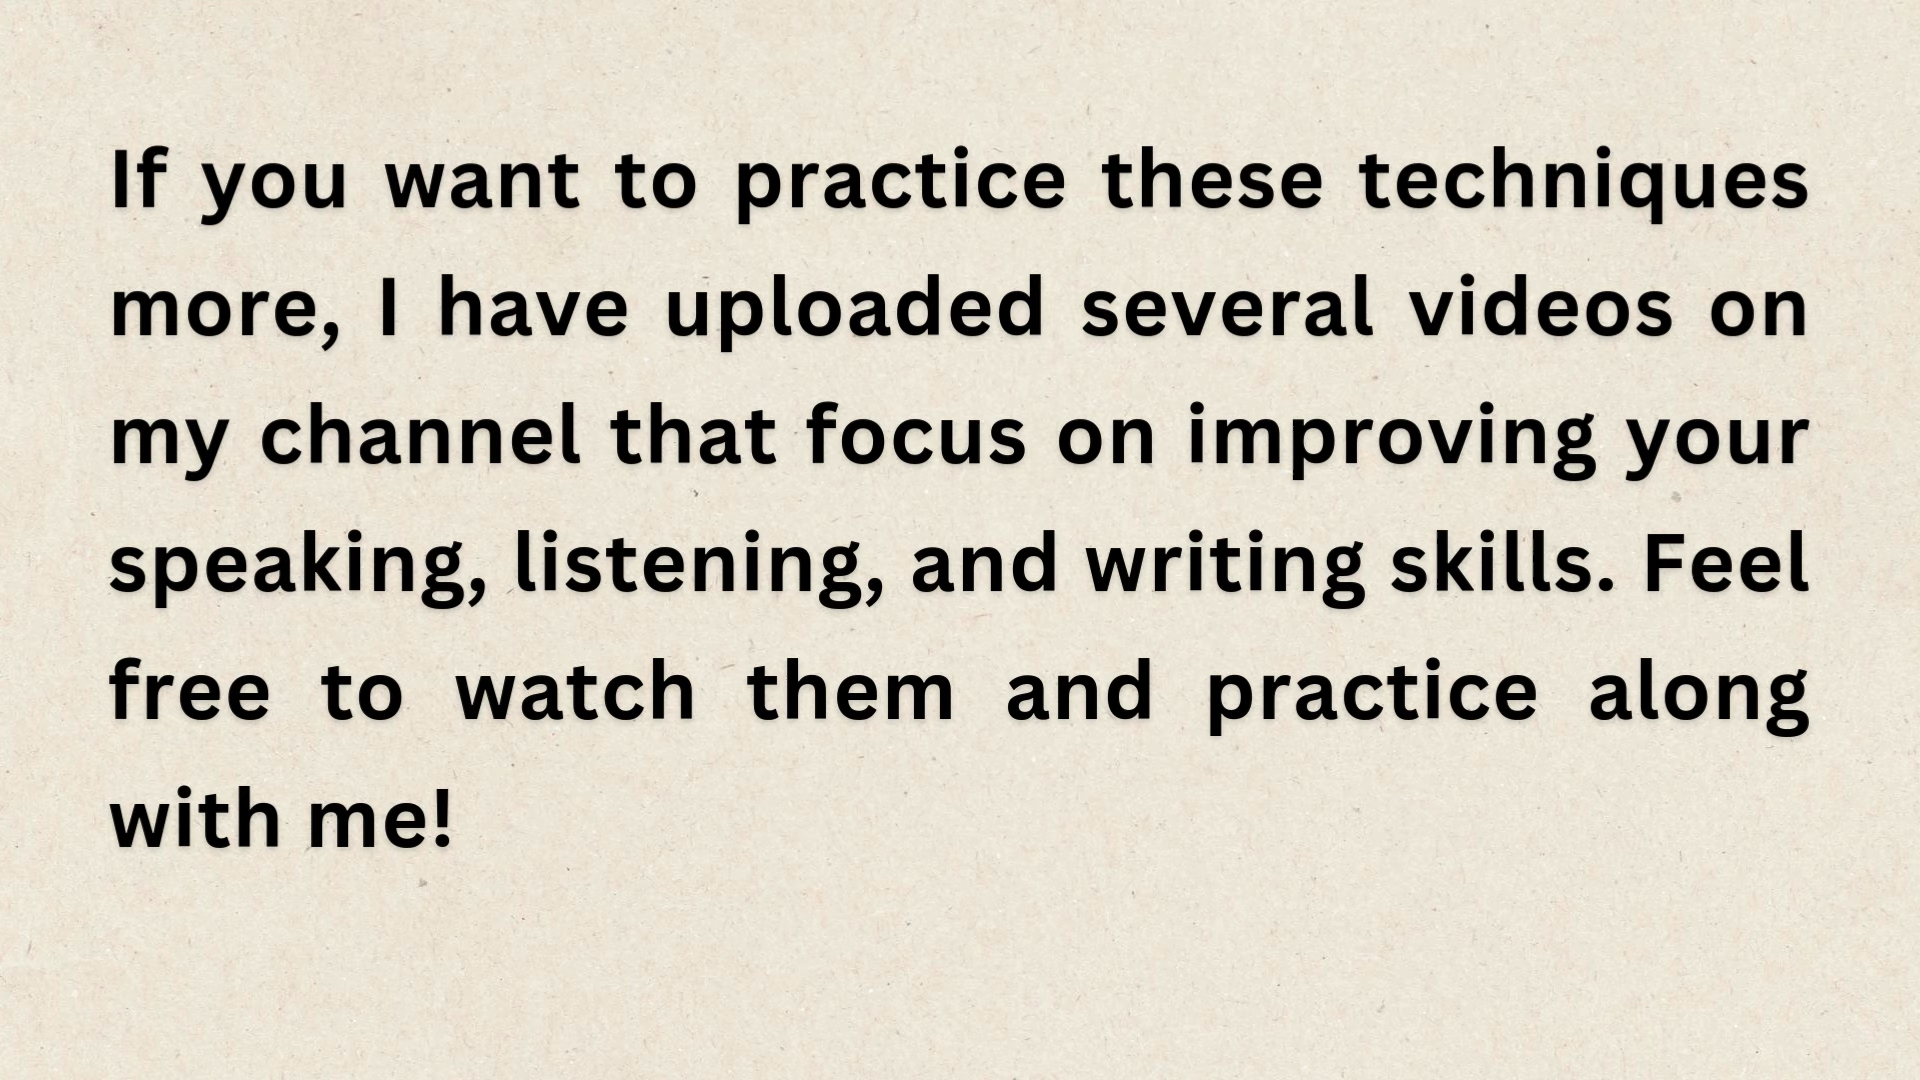 If you want to practice these techniques
more, I have uploaded several videos on
my channel that focus on improving your
speaking, listening, and writing skills. Feel
free to watch them and practice along
with me!